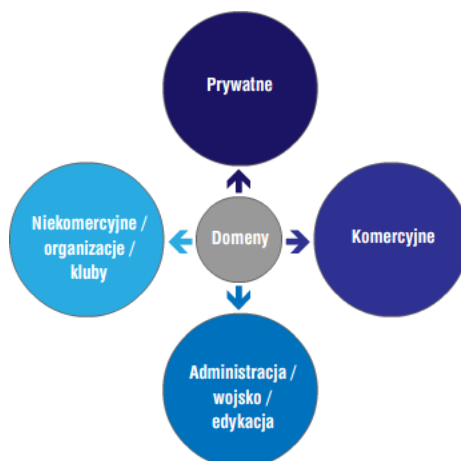 Prywatne
Niekomercyjne /
organizacje /
kluby
Domeny
Komercyjne
Administracja /
wojsko /
edykacja